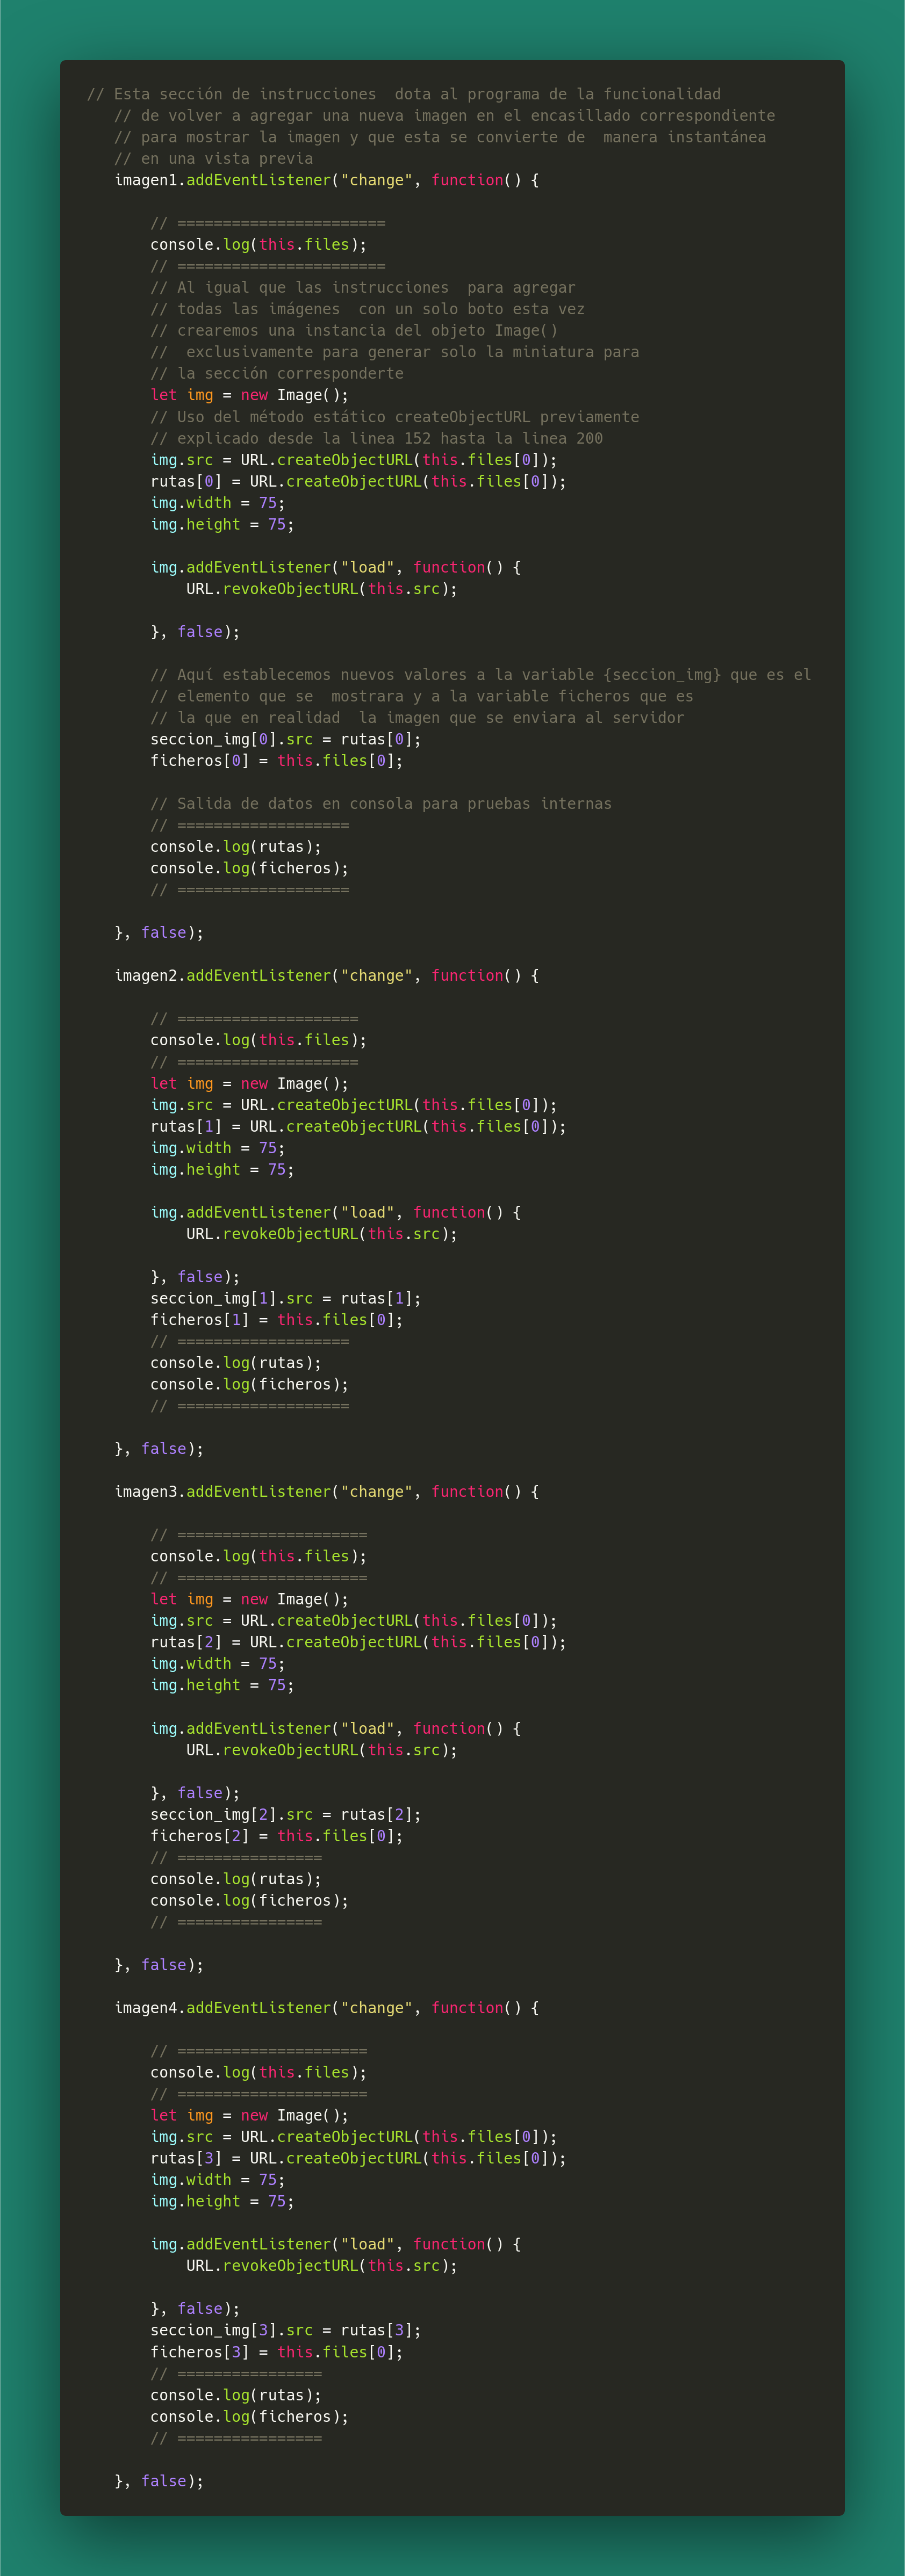 // Esta sección de instrucciones  dota al programa de la funcionalidad
   // de volver a agregar una nueva imagen en el encasillado correspondiente
   // para mostrar la imagen y que esta se convierte de  manera instantánea
   // en una vista previa
   imagen1.addEventListener("change", function() {

       // =======================
       console.log(this.files);
       // =======================
       // Al igual que las instrucciones  para agregar
       // todas las imágenes  con un solo boto esta vez
       // crearemos una instancia del objeto Image()
       //  exclusivamente para generar solo la miniatura para
       // la sección corresponderte
       let img = new Image();
       // Uso del método estático createObjectURL previamente
       // explicado desde la linea 152 hasta la linea 200
       img.src = URL.createObjectURL(this.files[0]);
       rutas[0] = URL.createObjectURL(this.files[0]);
       img.width = 75;
       img.height = 75;

       img.addEventListener("load", function() {
           URL.revokeObjectURL(this.src);

       }, false);

       // Aquí establecemos nuevos valores a la variable {seccion_img} que es el
       // elemento que se  mostrara y a la variable ficheros que es
       // la que en realidad  la imagen que se enviara al servidor
       seccion_img[0].src = rutas[0];
       ficheros[0] = this.files[0];

       // Salida de datos en consola para pruebas internas
       // ===================
       console.log(rutas);
       console.log(ficheros);
       // ===================

   }, false);

   imagen2.addEventListener("change", function() {

       // ====================
       console.log(this.files);
       // ====================
       let img = new Image();
       img.src = URL.createObjectURL(this.files[0]);
       rutas[1] = URL.createObjectURL(this.files[0]);
       img.width = 75;
       img.height = 75;

       img.addEventListener("load", function() {
           URL.revokeObjectURL(this.src);

       }, false);
       seccion_img[1].src = rutas[1];
       ficheros[1] = this.files[0];
       // ===================
       console.log(rutas);
       console.log(ficheros);
       // ===================

   }, false);

   imagen3.addEventListener("change", function() {

       // =====================
       console.log(this.files);
       // =====================
       let img = new Image();
       img.src = URL.createObjectURL(this.files[0]);
       rutas[2] = URL.createObjectURL(this.files[0]);
       img.width = 75;
       img.height = 75;

       img.addEventListener("load", function() {
           URL.revokeObjectURL(this.src);

       }, false);
       seccion_img[2].src = rutas[2];
       ficheros[2] = this.files[0];
       // ================
       console.log(rutas);
       console.log(ficheros);
       // ================

   }, false);

   imagen4.addEventListener("change", function() {

       // =====================
       console.log(this.files);
       // =====================
       let img = new Image();
       img.src = URL.createObjectURL(this.files[0]);
       rutas[3] = URL.createObjectURL(this.files[0]);
       img.width = 75;
       img.height = 75;

       img.addEventListener("load", function() {
           URL.revokeObjectURL(this.src);

       }, false);
       seccion_img[3].src = rutas[3];
       ficheros[3] = this.files[0];
       // ================
       console.log(rutas);
       console.log(ficheros);
       // ================

   }, false);